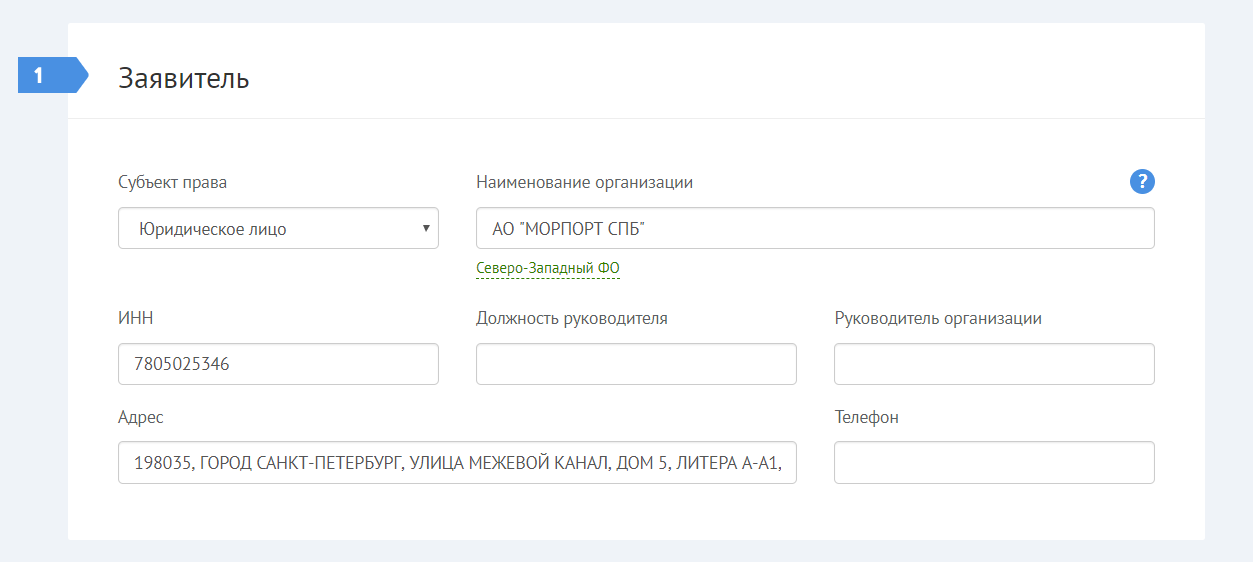 1
Заявитель
Субъект права
Наименование организации
?
Юридическое лицо
АО "МОРПОРТ СПБ"
Северо-Западный ФО
ИНН
Должность руководителя
Руководитель организации
7805025346
Адрес
Телефон
198035, ГОРОД САНКТ-ПЕТЕРБУРГ, УЛИЦА МЕЖЕВОЙ КАНАЛ, ДОМ 5, ЛИТЕРА А-А1,